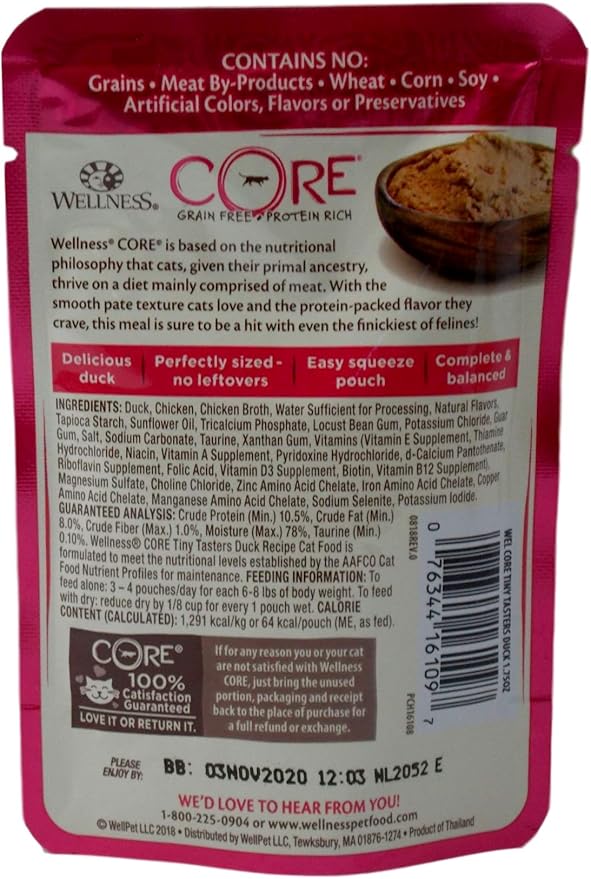 CONTAINS NO:
Grains • Meat By-Products • Wheat • Corn • Soy •
Artificial Colors, Flavors or Preservatives
WELLNESS®
CORE®
GRAIN FREE • PROTEIN RICH
Wellness® CORE® is based on the nutritional
philosophy that cats, given their primal ancestry,
thrive on a diet mainly comprised of meat. With the
smooth pate texture cats love and the protein-packed flavor they
crave, this meal is sure to be a hit with even the finickiest of felines!
Delicious
duck
Perfectly sized-
no leftovers
Easy squeeze
pouch
Complete &
balanced
INGREDIENTS: Duck, Chicken, Chicken Broth, Water Sufficient for Processing, Natural Flavors,
Tapioca Starch, Sunflower Oil, Tricalcium Phosphate, Locust Bean Gum, Potassium Chloride, Guar
Gum, Salt, Sodium Carbonate, Taurine, Xanthan Gum, Vitamins (Vitamin E Supplement, Thiamine
Hydrochloride, Niacin, Vitamin A Supplement, Pyridoxine Hydrochloride, d-Calcium Pantothenate,
Riboflavin Supplement, Folic Acid, Vitamin D3 Supplement, Biotin, Vitamin B12 Supplement),
Magnesium Sulfate, Choline Chloride, Zinc Amino Acid Chelate, Iron Amino Acid Chelate, Copper
Amino Acid Chelate, Manganese Amino Acid Chelate, Sodium Selenite, Potassium Iodide.
GUARANTEED ANALYSIS: Crude Protein (Min.) 10.5%, Crude Fat (Min.)
8.0%, Crude Fiber (Max.) 1.0%, Moisture (Max.) 78%, Taurine (Min.)
0.10%. Wellness® CORE Tiny Tasters Duck Recipe Cat Food is
formulated to meet the nutritional levels established by the AAFCO Cat
Food Nutrient Profiles for maintenance. FEEDING INFORMATION: To
feed alone: 3 – 4 pouches/day for each 6-8 lbs of body weight. To feed
with dry: reduce dry by 1/8 cup for every 1 pouch wet. CALORIE
CONTENT (CALCULATED): 1,291 kcal/kg or 64 kcal/pouch (ME, as fed).
0818REV.0
0 76344 16109 7
WEL CORE TINY TASTERS DUCK 1.75OZ
PCH16108
CORE®
100%
Satisfaction
Guaranteed
LOVE IT OR RETURN IT.
If for any reason you or your cat
are not satisfied with Wellness
CORE, just bring the unused
portion, packaging and receipt
back to the place of purchase for
a full refund or exchange.
PLEASE
ENJOY BY:
BB: 03NOV2020 12:03 NL2052 E
WE'D LOVE TO HEAR FROM YOU!
1-800-225-0904 or www.wellnesspetfood.com
© WellPet LLC 2018 • Distributed by WellPet LLC, Tewksbury, MA 01876-1274 • Product of Thailand